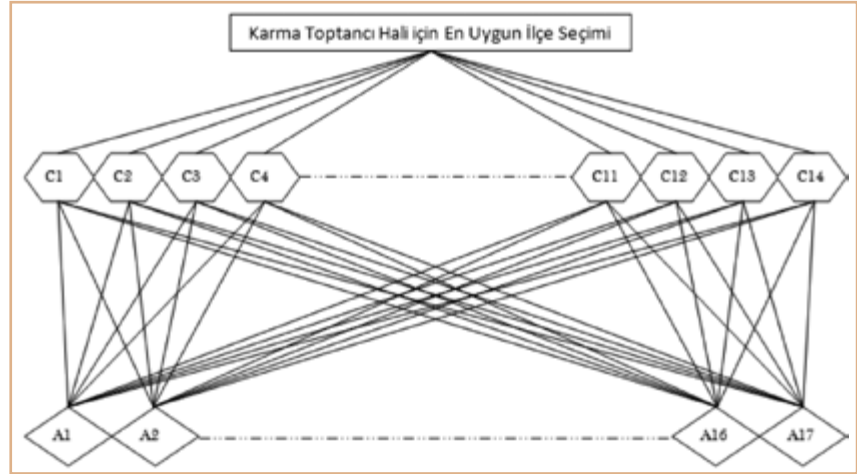 Karma Toptancı Hali için En Uygun İlçe Seçimi
C1 C2 C3 C4 C11 C12 C13 C14
A1 A2 A16 A17